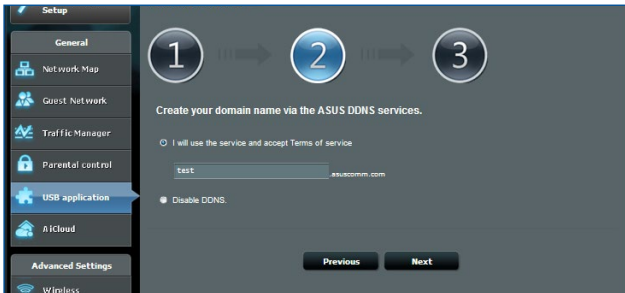 Setup
General
Network Map
Guest Network
Traffic Manager
Parental control
USB application
AiCloud
Advanced Settings
Wireless
1
2
3
Create your domain name via the ASUS DDNS services.
I will use the service and accept Terms of service
test .asuscomm.com
Disable DDNS.
Previous Next